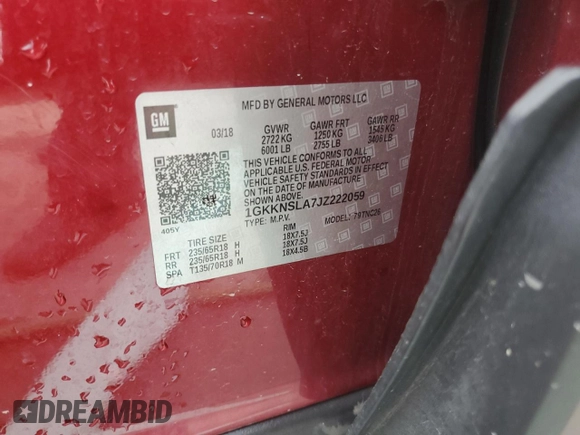 MFD BY GENERAL MOTORS LLC
GM
03/18
GVWR GAWR FRT GAWR RR
2722 KG 1250 KG 1545 KG
6001 LB 2755 LB 3406 LB
THIS VEHICLE CONFORMS TO ALL
APPLICABLE U.S. FEDERAL MOTOR
VEHICLE SAFETY STANDARDS IN EFFECT
ON THE DATE OF MANUFACTURE
SHOWN ABOVE.
1GKKNSLA7JZ222059
TYPE: M.P.V. MODEL: 797NC26
405Y
TIRE SIZE RIM
FRT 235/65R18 H 18X7.5J
RR 235/65R18 H 18X7.5J
SPA T135/70R18 M 18X4.5B
DREAMBID